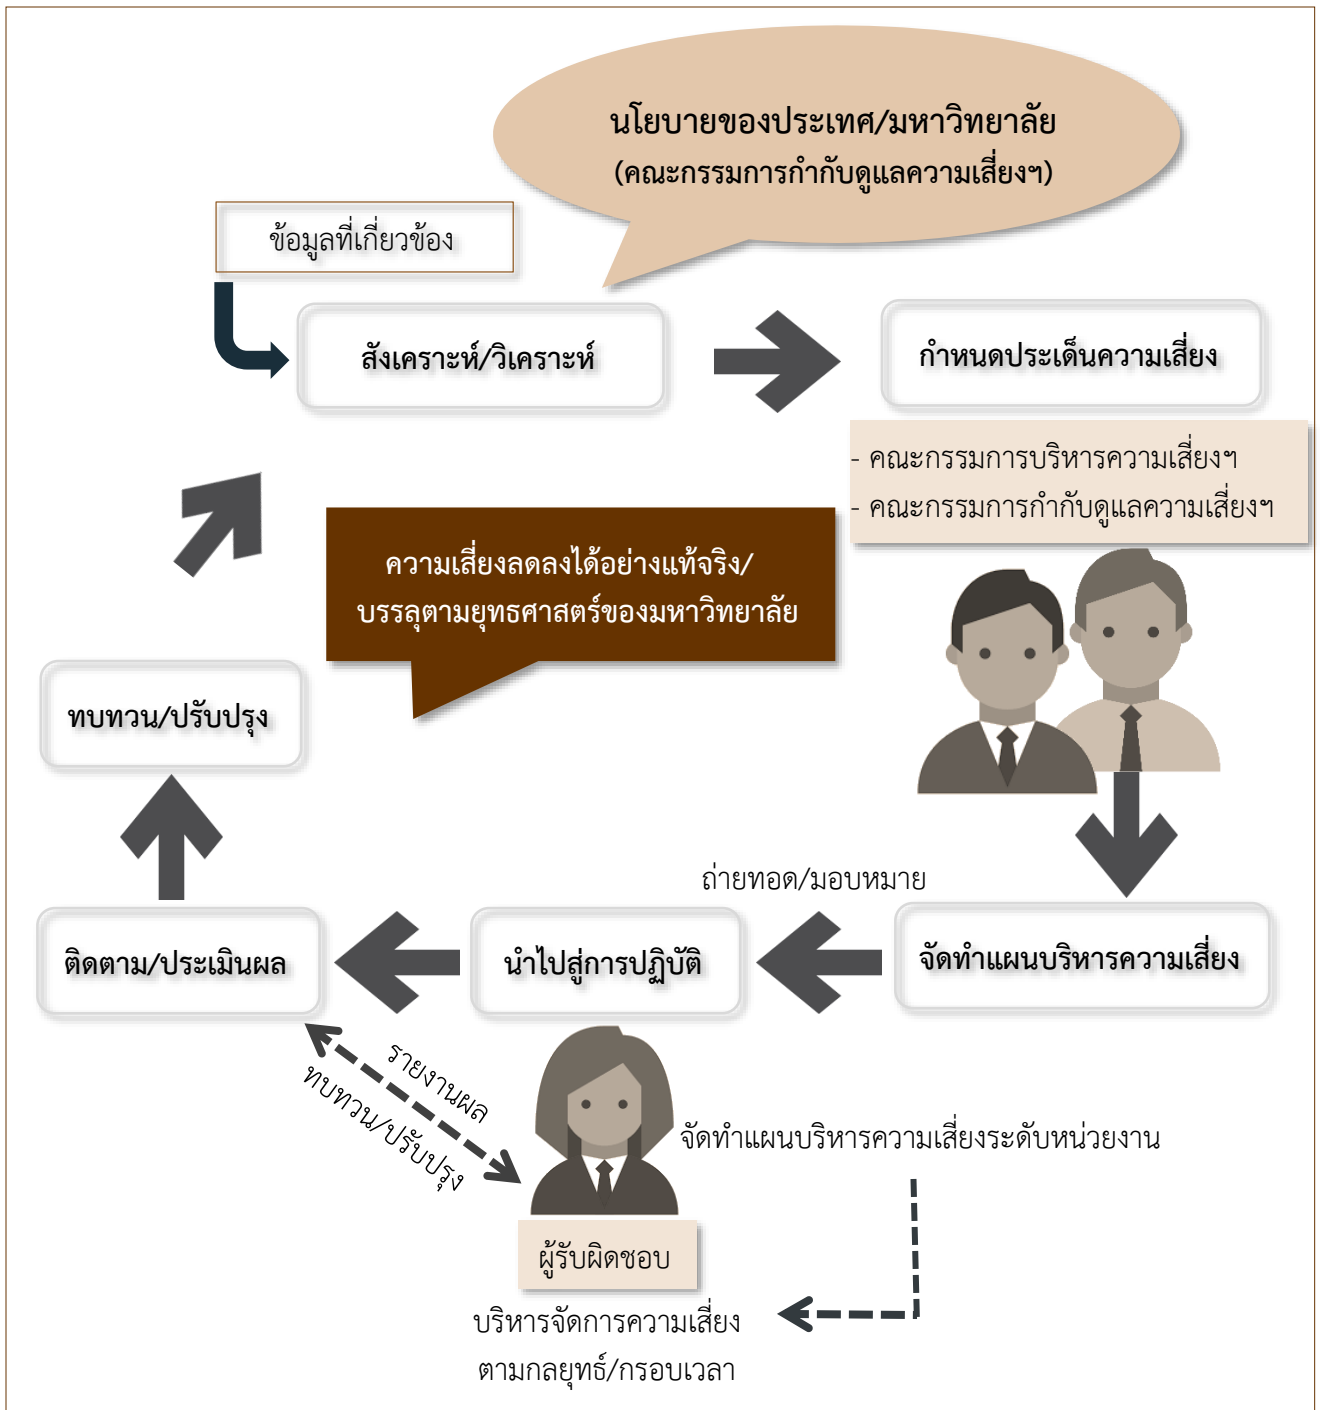 นโยบายของประเทศ/มหาวิทยาลัย
(คณะกรรมการกำกับดูแลความเสี่ยงฯ)
ข้อมูลที่เกี่ยวข้อง
สังเคราะห์/วิเคราะห์
กำหนดประเด็นความเสี่ยง
- คณะกรรมการบริหารความเสี่ยงฯ
- คณะกรรมการกำกับดูแลความเสี่ยงฯ
ความเสี่ยงลดลงได้อย่างแท้จริง/
บรรลุตามยุทธศาสตร์ของมหาวิทยาลัย
ทบทวน/ปรับปรุง
ถ่ายทอด/มอบหมาย
ติดตาม/ประเมินผล
นำไปสู่การปฏิบัติ
จัดทำแผนบริหารความเสี่ยง
รายงานผล
ทบทวน/ปรับปรุง
จัดทำแผนบริหารความเสี่ยงระดับหน่วยงาน
ผู้รับผิดชอบ
บริหารจัดการความเสี่ยง
ตามกลยุทธ์/กรอบเวลา